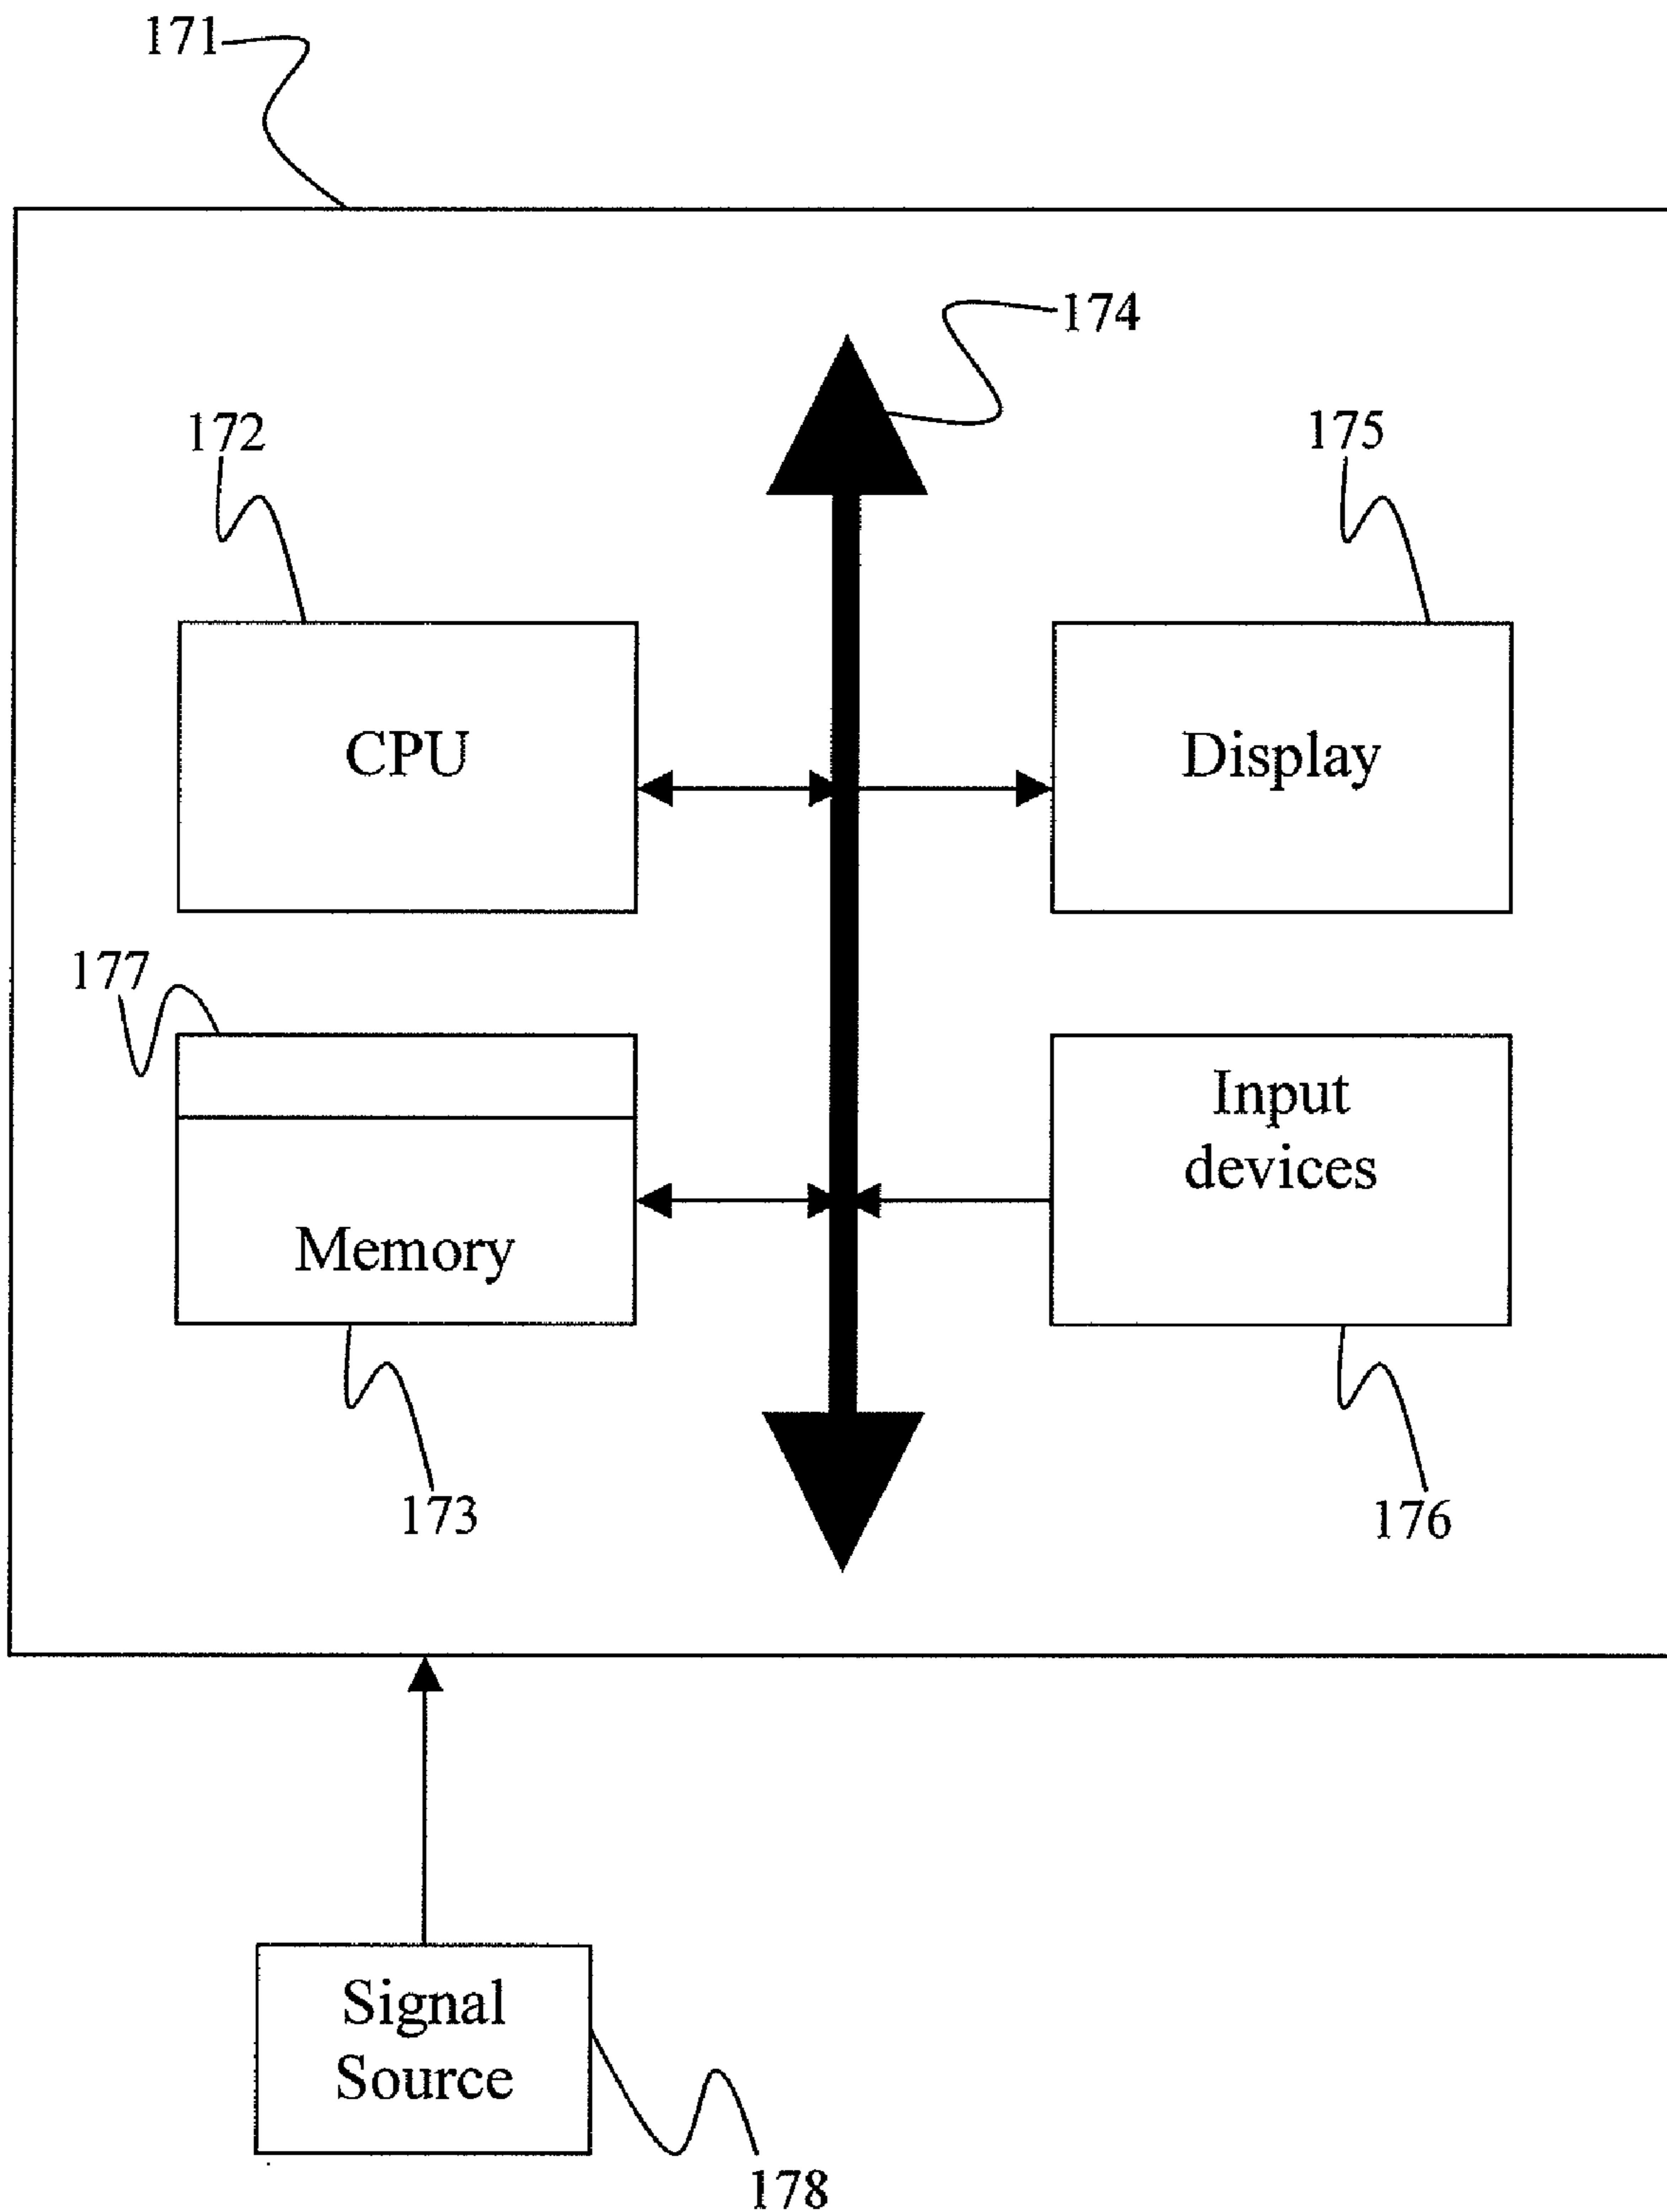 171
174
172
175
CPU
Display
177
Input
devices
Memory
173
176
Signal
Source
178